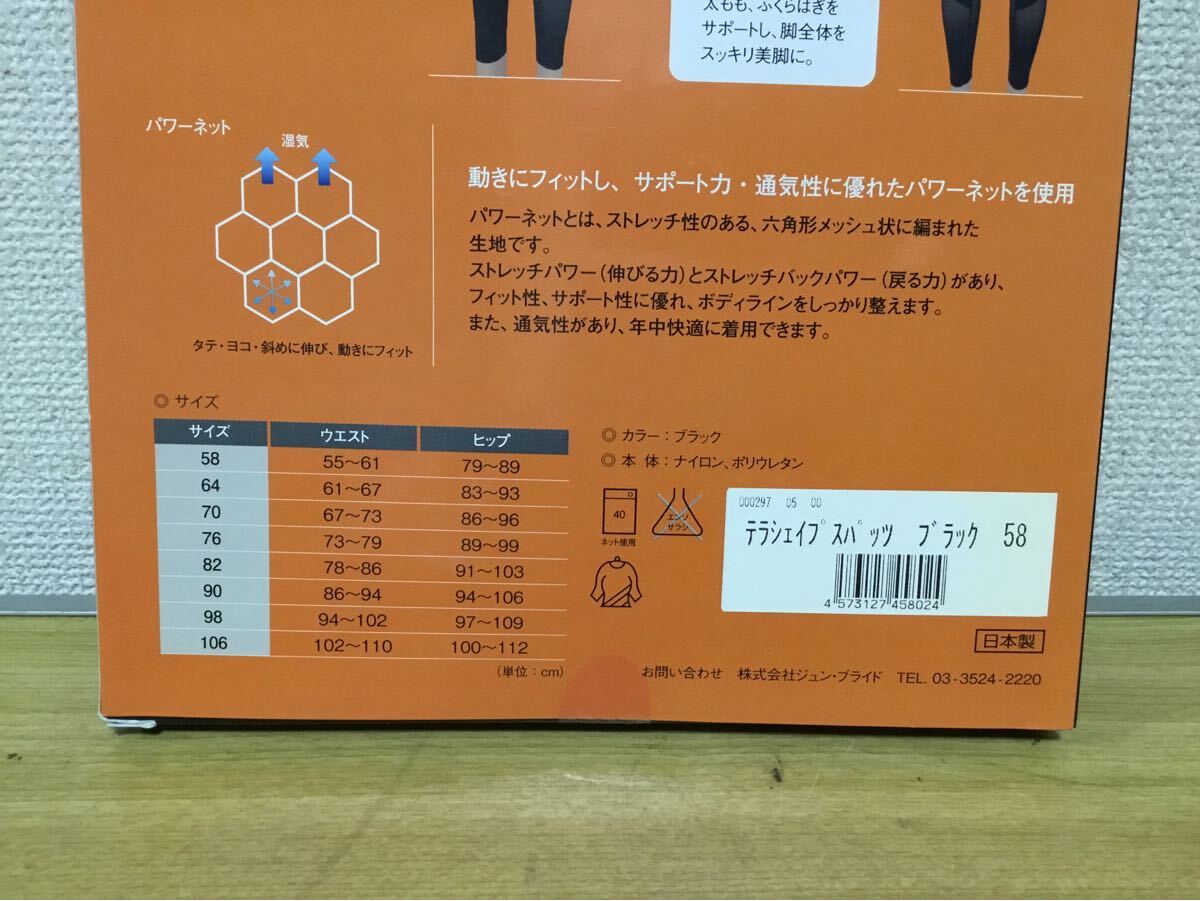 太もも、ふくらはぎを
サポートし、脚全体を
スッキリ美脚に。
パワーネット
湿気
タテ・ヨコ・斜めに伸び、動きにフィット
動きにフィットし、サポート力・通気性に優れたパワーネットを使用
パワーネットとは、ストレッチ性のある、六角形メッシュ状に編まれた
生地です。
ストレッチパワー（伸びる力）とストレッチバックパワー（戻る力）があり、
フィット性、サポート性に優れ、ボディラインをしっかり整えます。
また、通気性があり、年中快適に着用できます。
◎ サイズ
サイズ ウエスト ヒップ
58 55〜61 79〜89
64 61〜67 83〜93
70 67〜73 86〜96
76 73〜79 89〜99
82 78〜86 91〜103
90 86〜94 94〜106
98 94〜102 97〜109
106 102〜110 100〜112
（単位：cm）
◎ カラー：ブラック
◎ 本 体：ナイロン、ポリウレタン
40
ネット使用
エンソ
サラシ
000297 05 00
ﾃﾗｼｪｲﾌﾟｽﾊﾟｯﾂ ﾌﾞﾗｯｸ 58
4 573127 458024
日本製
お問い合わせ 株式会社ジュン・ブライド TEL. 03-3524-2220